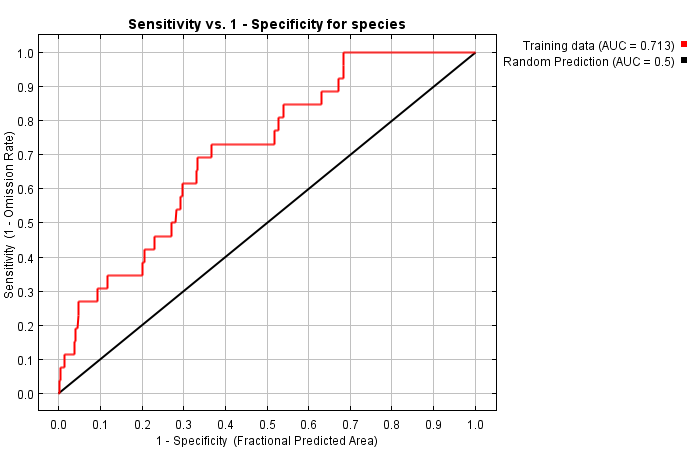 Sensitivity vs. 1 - Specificity for species
Training data (AUC = 0.713)
Random Prediction (AUC = 0.5)
Sensitivity (1 - Omission Rate)
1.0
0.9
0.8
0.7
0.6
0.5
0.4
0.3
0.2
0.1
0.0
0.0 0.1 0.2 0.3 0.4 0.5 0.6 0.7 0.8 0.9 1.0
1 - Specificity (Fractional Predicted Area)